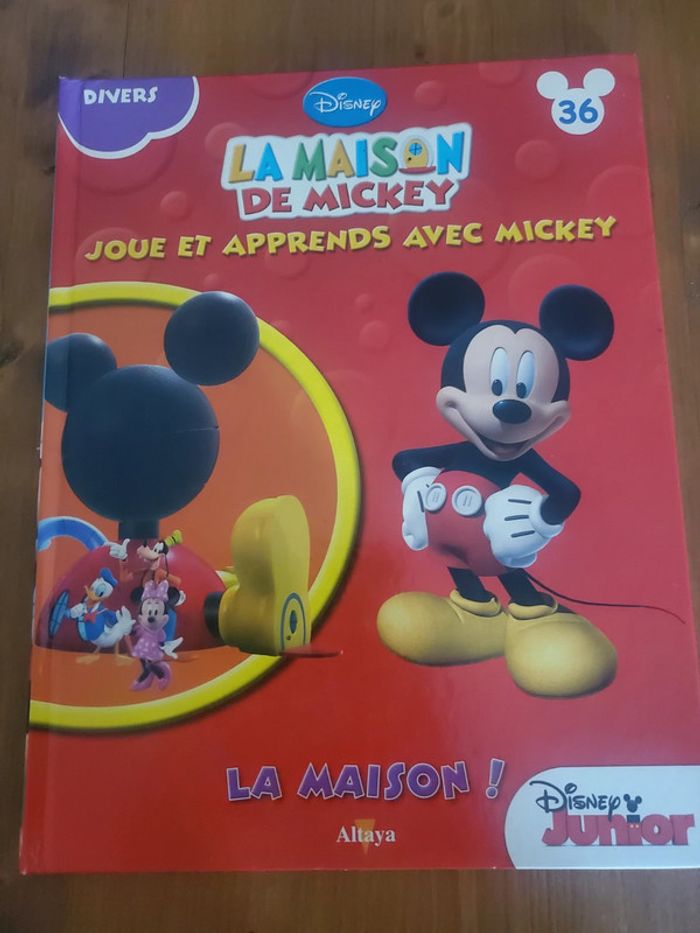 DIVERS
DISNEY
36
LA MAISON
DE MICKEY
JOUE ET APPRENDS AVEC MICKEY
LA MAISON !
Altaya
DISNEY
Junior